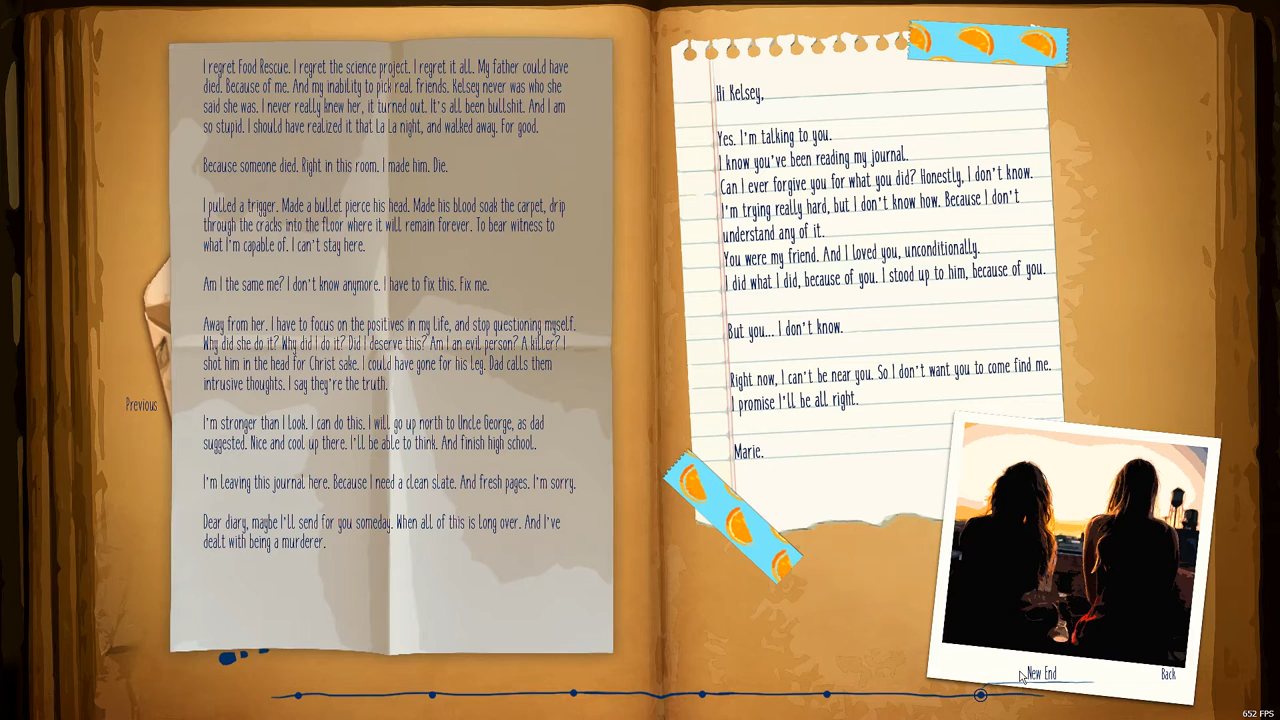 I regret Food Rescue. I regret the science project. I regret it all. My father could have
died. Because of me. And my inability to pick real friends. Kelsey never was who she
said she was. I never really knew her, it turned out. It's all been bullshit. And I am
so stupid. I should have realized it that La La night, and walked away. For good.
Because someone died. Right in this room. I made him. Die.
I pulled a trigger. Made a bullet pierce his head. Made his blood soak the carpet, drip
through the cracks into the floor where it will remain forever. To bear witness to
what I'm capable of. I can't stay here.
Am I the same me? I don't know anymore. I have to fix this. Fix me.
Away from her. I have to focus on the positives in my life, and stop questioning myself.
Why did she do it? Why did I do it? Did I deserve this? Am I an evil person? A killer? I
shot him in the head for Christ sake. I could have gone for his leg. Dad calls them
intrusive thoughts. I say they're the truth.
I'm stronger than I look. I can do this. I will go up north to Uncle George, as dad
suggested. Nice and cool up there. I'll be able to think. And finish high school.
I'm leaving this journal here. Because I need a clean slate. And fresh pages. I'm sorry.
Dear diary, maybe I'll send for you someday. When all of this is long over. And I've
dealt with being a murderer.
Previous
Hi Kelsey,
Yes. I'm talking to you.
I know you've been reading my journal.
Can I ever forgive you for what you did? Honestly, I don't know.
I'm trying really hard, but I don't know how. Because I don't
understand any of it.
You were my friend. And I loved you, unconditionally.
I did what I did, because of you. I stood up to him, because of you.
But you... I don't know.
Right now, I can't be near you. So I don't want you to come find me.
I promise I'll be all right.
Marie.
New End
Back
652 FPS